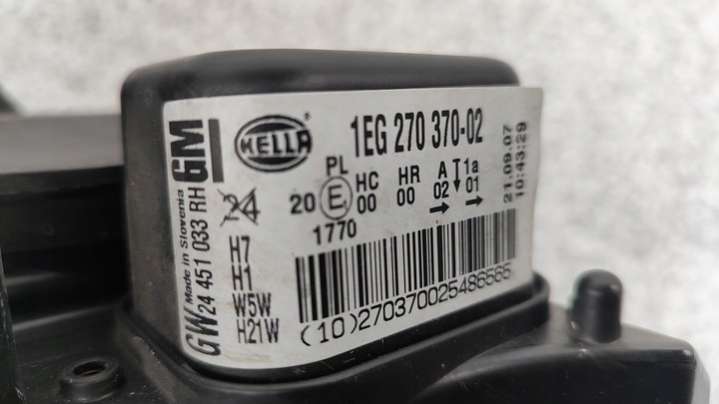 GM
Made in Slovenia
GW 24 451 033 RH
HELLA
1EG 270 370-02
21.09.07
10:43:29
PL
20 E HC HR A 1a
00 00 02 01
1770
24
H7
H1
W5W
H21W
(10)270370025486565